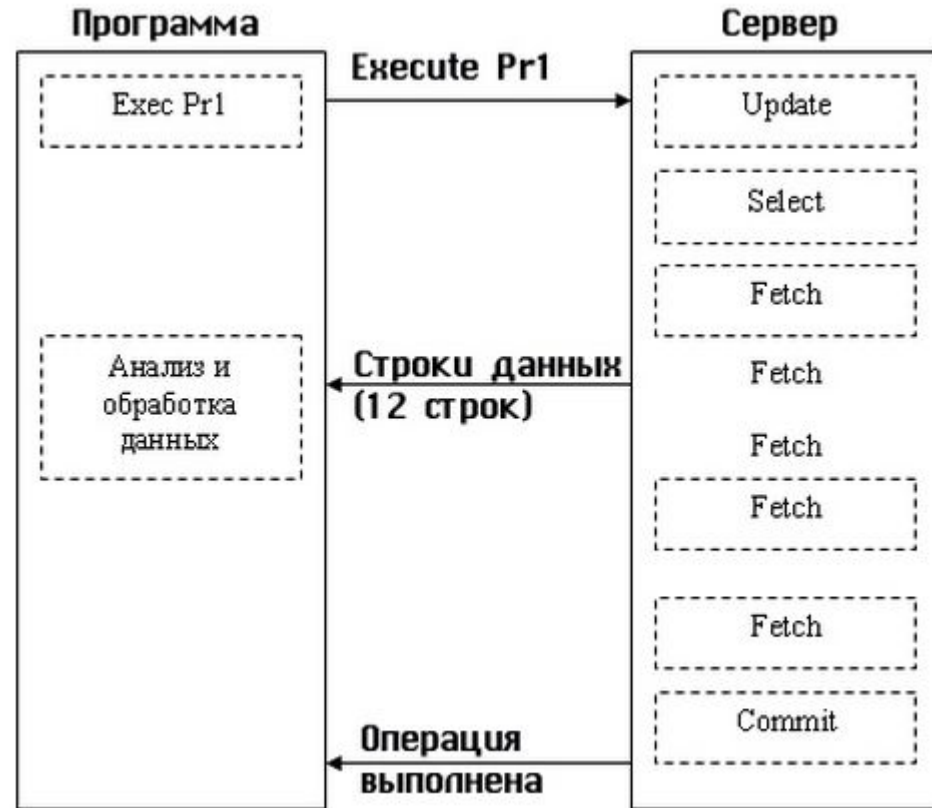 Программа
Сервер
Execute Pr1
Exec Pr1
Update
Select
Fetch
Анализ и
обработка
данных
Строки данных
(12 строк)
Fetch
Fetch
Fetch
Fetch
Commit
Операция
выполнена